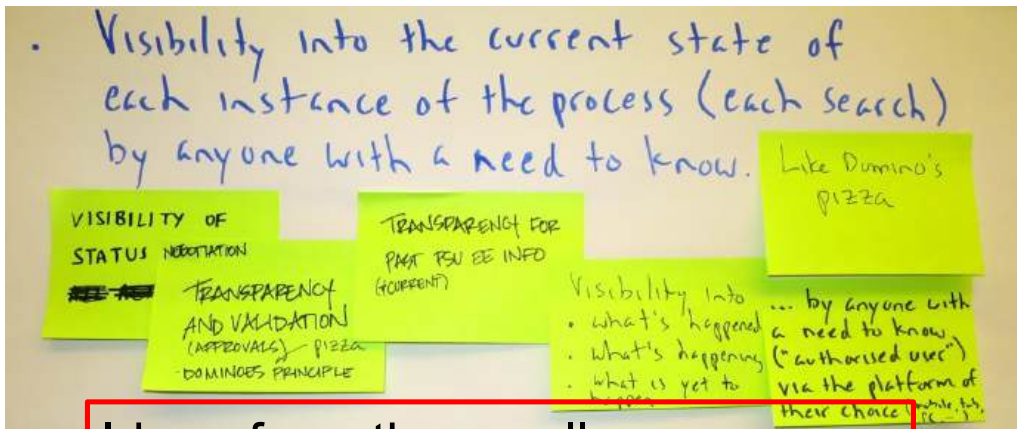 . Visibility into the current state of
each instance of the process (each search)
by anyone with a need to know.
Like Domino's
pizza
VISIBILITY OF
STATUS NEGOTIATION
TRANSPARENCY
AND VALIDATION
(APPROVALS) pizza
DOMINOES PRINCIPLE
TRANSPARENCY FOR
PAST PSU EE INFO
(+CURRENT)
Visibility into
• what's happened
• what's happening
• what is yet to
happen
... by anyone with
a need to know
("authorised user")
via the platform of
their choice